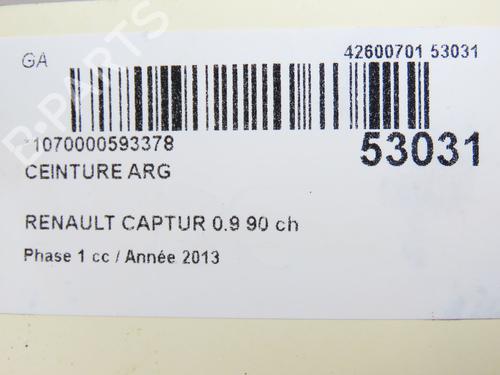 GA
42600701 53031
*1070000593378
53031
CEINTURE ARG
RENAULT CAPTUR 0.9 90 ch
Phase 1 cc / Année 2013
B-PARTS